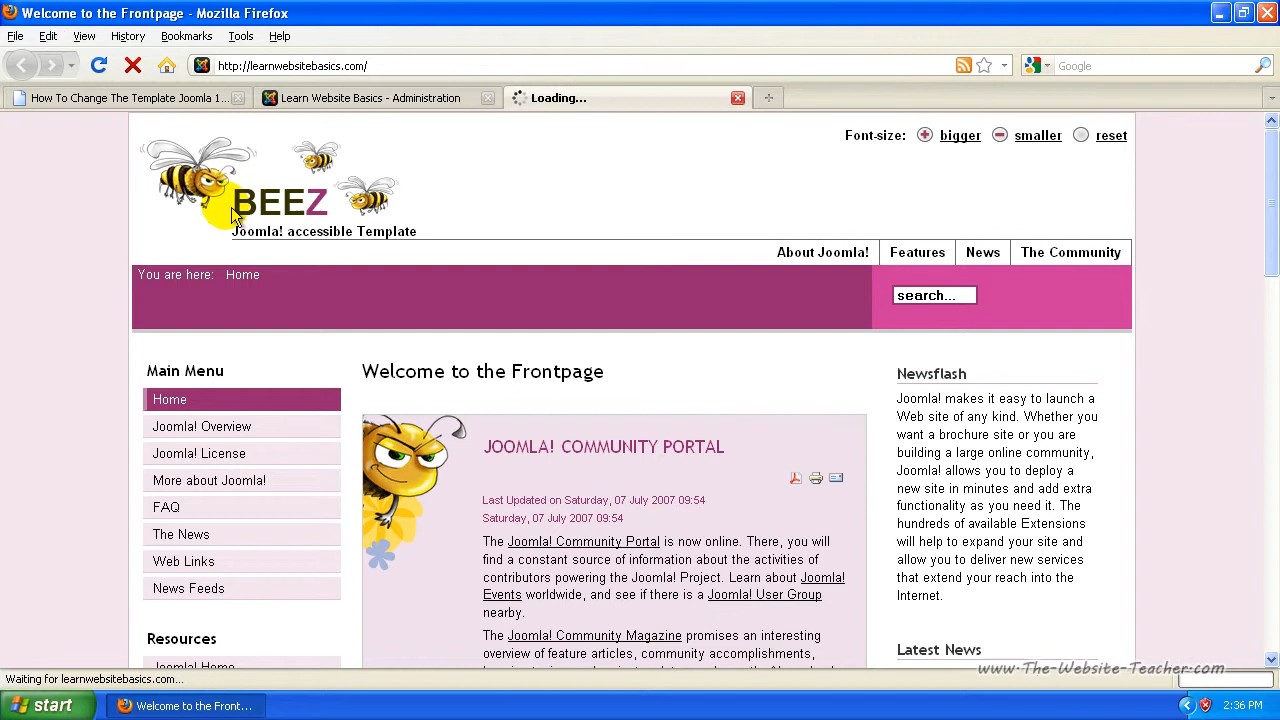 Welcome to the Frontpage - Mozilla Firefox
File Edit View History Bookmarks Tools Help
http://learnwebsitebasics.com/
Google
How To Change The Template Joomla 1...
Learn Website Basics - Administration
Loading...
Font-size: bigger smaller reset
BEEZ
Joomla! accessible Template
About Joomla! Features News The Community
You are here: Home
search...
Main Menu
Home
Joomla! Overview
Joomla! License
More about Joomla!
FAQ
The News
Web Links
News Feeds
Resources
Joomla! Home
Welcome to the Frontpage
JOOMLA! COMMUNITY PORTAL
Last Updated on Saturday, 07 July 2007 09:54
Saturday, 07 July 2007 09:54
The Joomla! Community Portal is now online. There, you will
find a constant source of information about the activities of
contributors powering the Joomla! Project. Learn about Joomla!
Events worldwide, and see if there is a Joomla! User Group
nearby.
The Joomla! Community Magazine promises an interesting
overview of feature articles, community accomplishments,
Newsflash
Joomla! makes it easy to launch a
Web site of any kind. Whether you
want a brochure site or you are
building a large online community,
Joomla! allows you to deploy a
new site in minutes and add extra
functionality as you need it. The
hundreds of available Extensions
will help to expand your site and
allow you to deliver new services
that extend your reach into the
Internet.
Latest News
www.The-Website-Teacher.com
Waiting for learnwebsitebasics.com...
start
Welcome to the Front...
2:36 PM